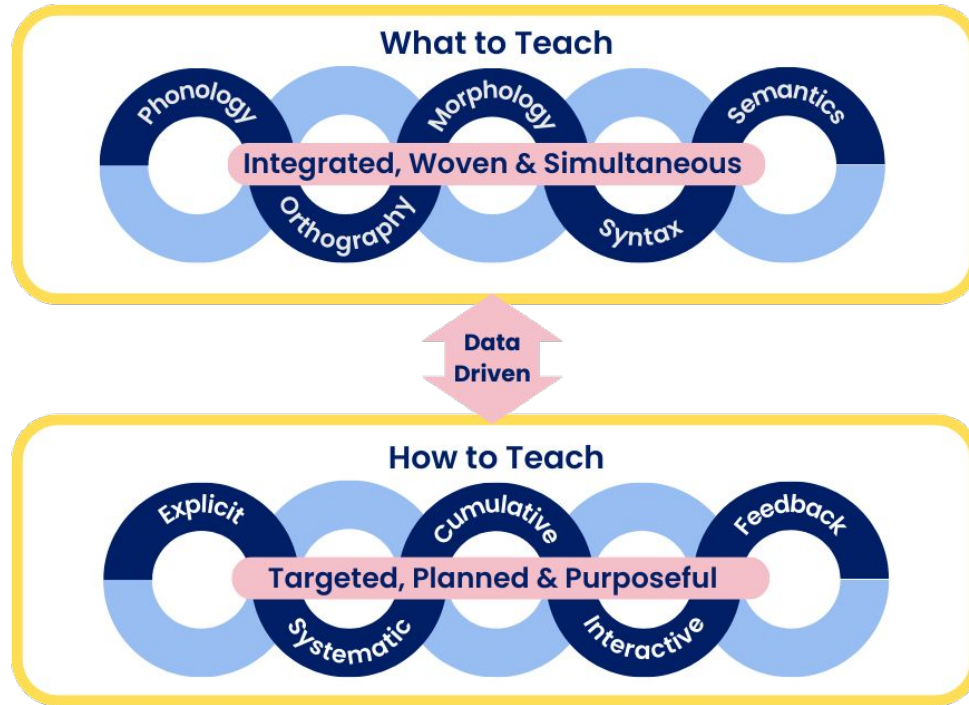 What to Teach
Phonology
Orthography
Morphology
Syntax
Semantics
Integrated, Woven & Simultaneous
Data
Driven
How to Teach
Explicit
Systematic
Cumulative
Interactive
Feedback
Targeted, Planned & Purposeful